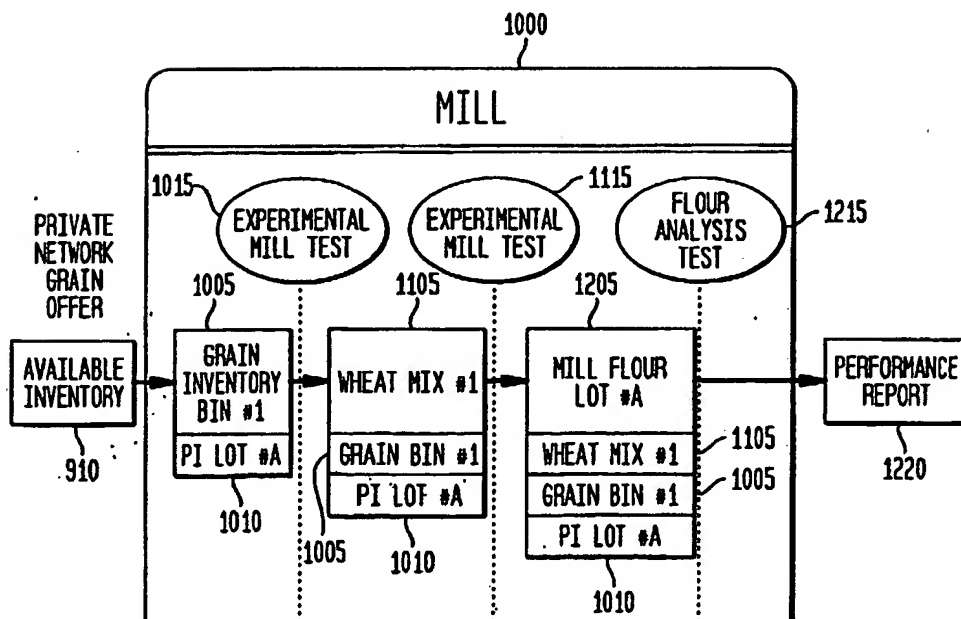 1000
MILL
1015
EXPERIMENTAL
MILL TEST
1115
EXPERIMENTAL
MILL TEST
FLOUR
ANALYSIS
TEST
1215
PRIVATE
NETWORK
GRAIN
OFFER
1005
1105
1205
AVAILABLE
INVENTORY
910
GRAIN
INVENTORY
BIN #1
PI LOT #A
1010
WHEAT MIX #1
GRAIN BIN #1
PI LOT #A
1005
1010
MILL FLOUR
LOT #A
WHEAT MIX #1
GRAIN BIN #1
PI LOT #A
1105
1005
1010
PERFORMANCE
REPORT
1220